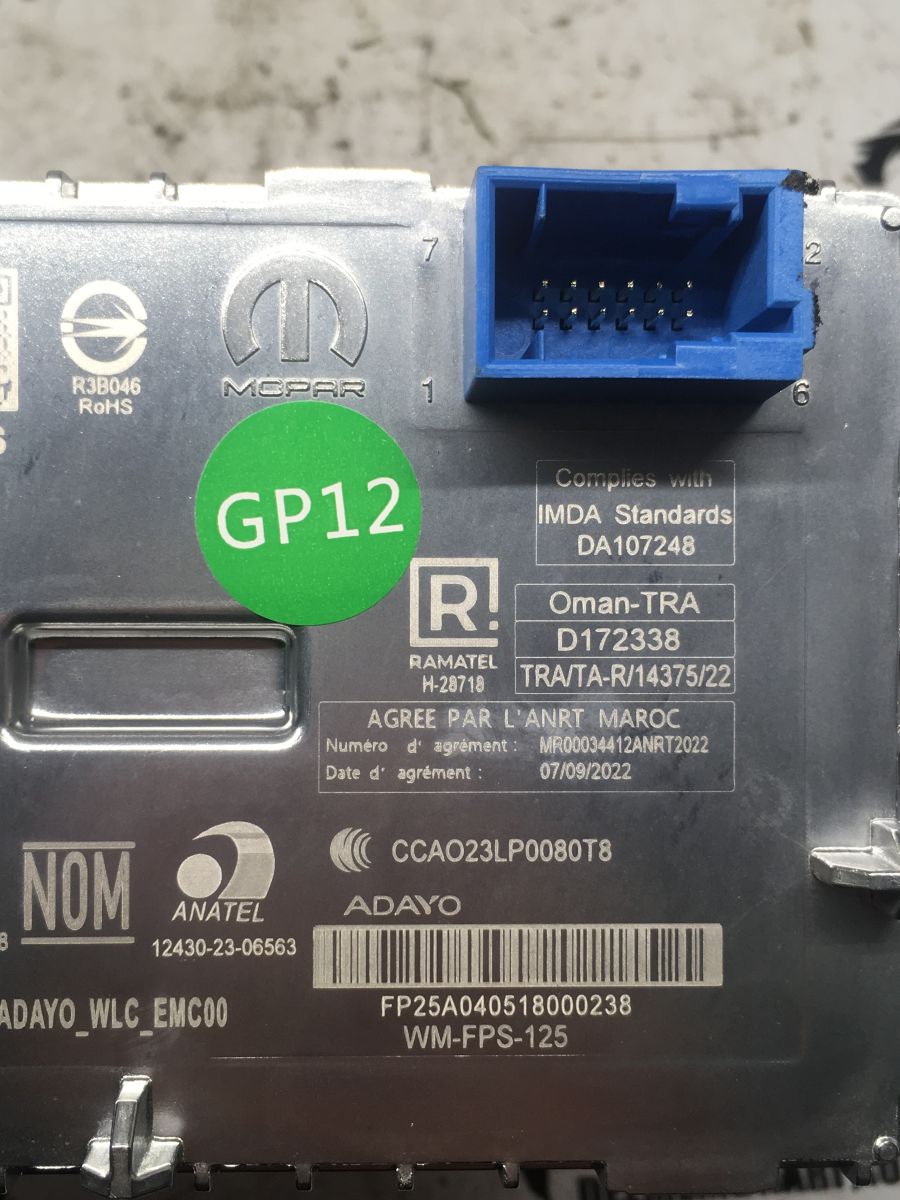 7
2
R3B046
RoHS
MOPAR
1
6
GP12
Complies with
IMDA Standards
DA107248
R
RAMATEL
H-28718
Oman-TRA
D172338
TRA/TA-R/14375/22
AGREE PAR L'ANRT MAROC
Numéro d' agrément : MR00034412ANRT2022
Date d' agrément : 07/09/2022
NOM
ANATEL
12430-23-06563
CCAO23LP0080T8
ADAYO
FP25A040518000238
WM-FPS-125
ADAYO_WLC_EMC00